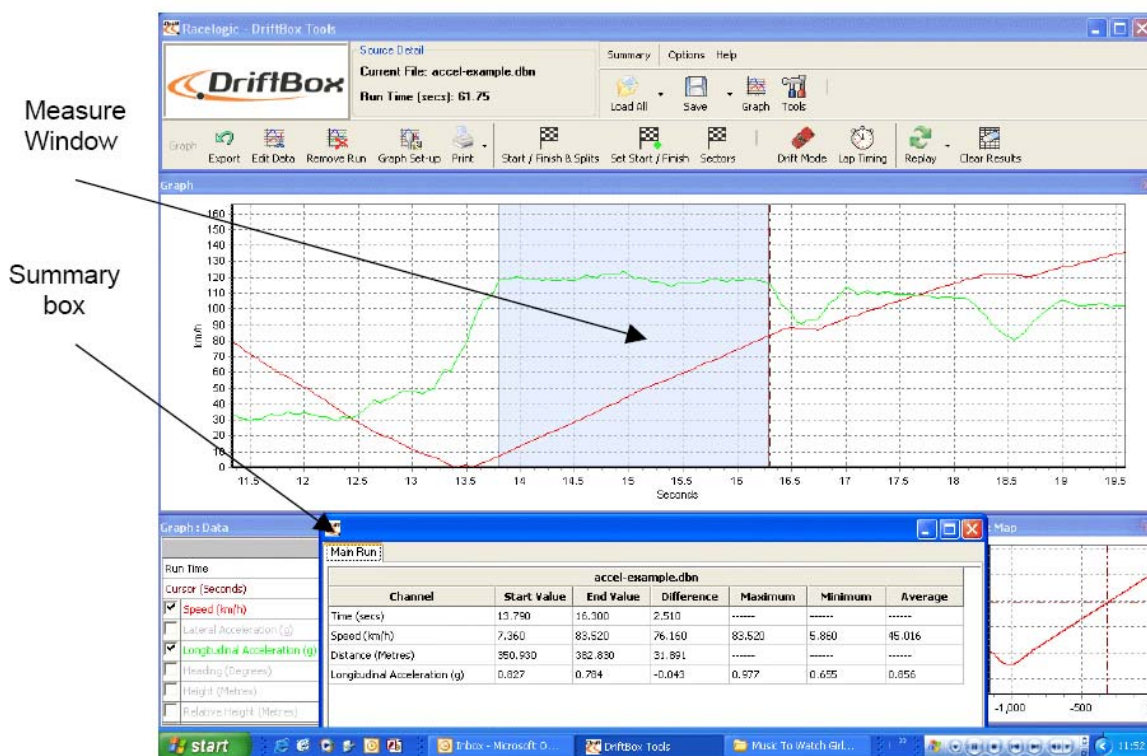 Racelogic - DriftBox Tools
DriftBox
Source Detail
Current File: accel-example.dbn
Run Time (secs): 61.75
Summary Options Help
Load All Save Graph Tools
Graph Export Edit Data Remove Run Graph Set-up Print Start / Finish & Splits Set Start / Finish Sectors Drift Mode Lap Timing Replay Clear Results
Measure
Window
Summary
box
Graph
km/h
160
150
140
130
120
110
100
90
80
70
60
50
40
30
20
10
0
11.5 12 12.5 13 13.5 14 14.5 15 15.5 16 16.5 17 17.5 18 18.5 19 19.5
Seconds
Graph : Data
Run Time
Cursor (Seconds)
Speed (km/h)
Lateral Acceleration (g)
Longitudinal Acceleration (g)
Heading (Degrees)
Height (Metres)
Relative Height (Metres)
Main Run
accel-example.dbn
Channel Start Value End Value Difference Maximum Minimum Average
Time (secs) 13.790 16.300 2.510 ------ ------ ------
Speed (km/h) 7.360 83.520 76.160 83.520 5.860 45.016
Distance (Metres) 350.930 382.830 31.891 ------ ------ ------
Longitudinal Acceleration (g) 0.827 0.784 -0.043 0.977 0.655 0.856
: Map
-1,000 -500
start
Inbox - Microsoft O...
DriftBox Tools
Music To Watch Girl...
11:52